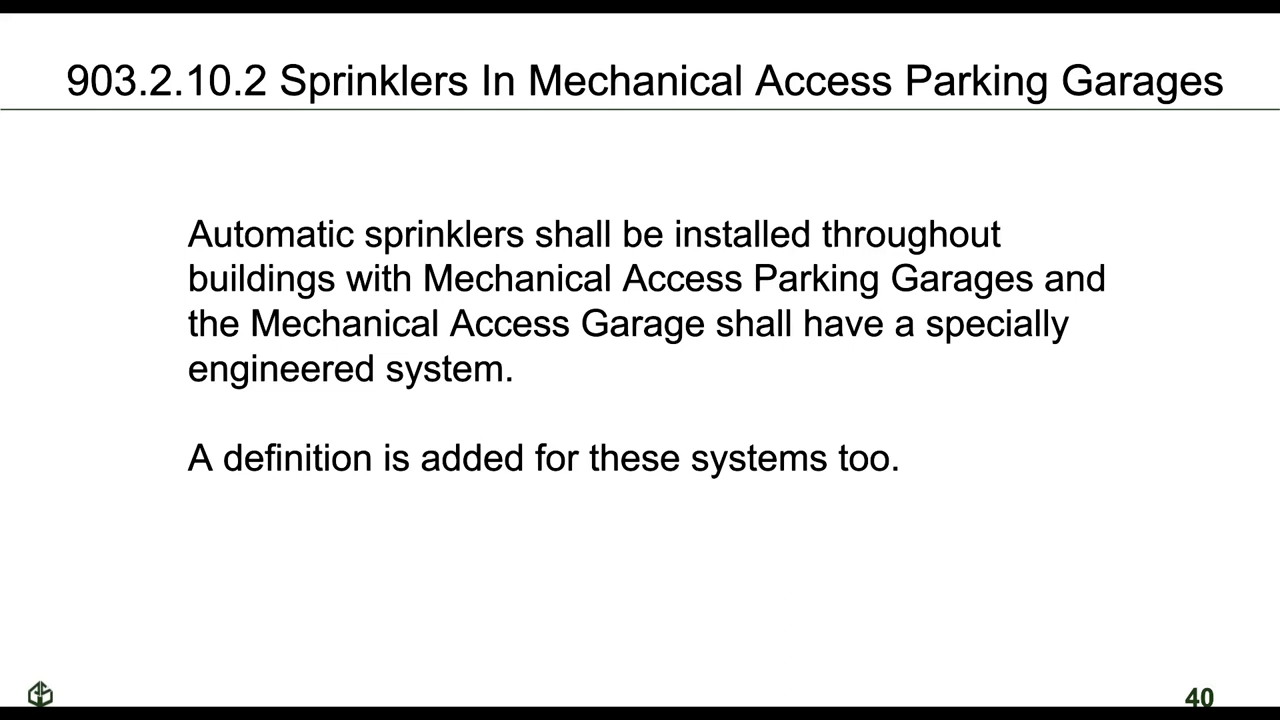 903.2.10.2 Sprinklers In Mechanical Access Parking Garages
Automatic sprinklers shall be installed throughout
buildings with Mechanical Access Parking Garages and
the Mechanical Access Garage shall have a specially
engineered system.
A definition is added for these systems too.
40